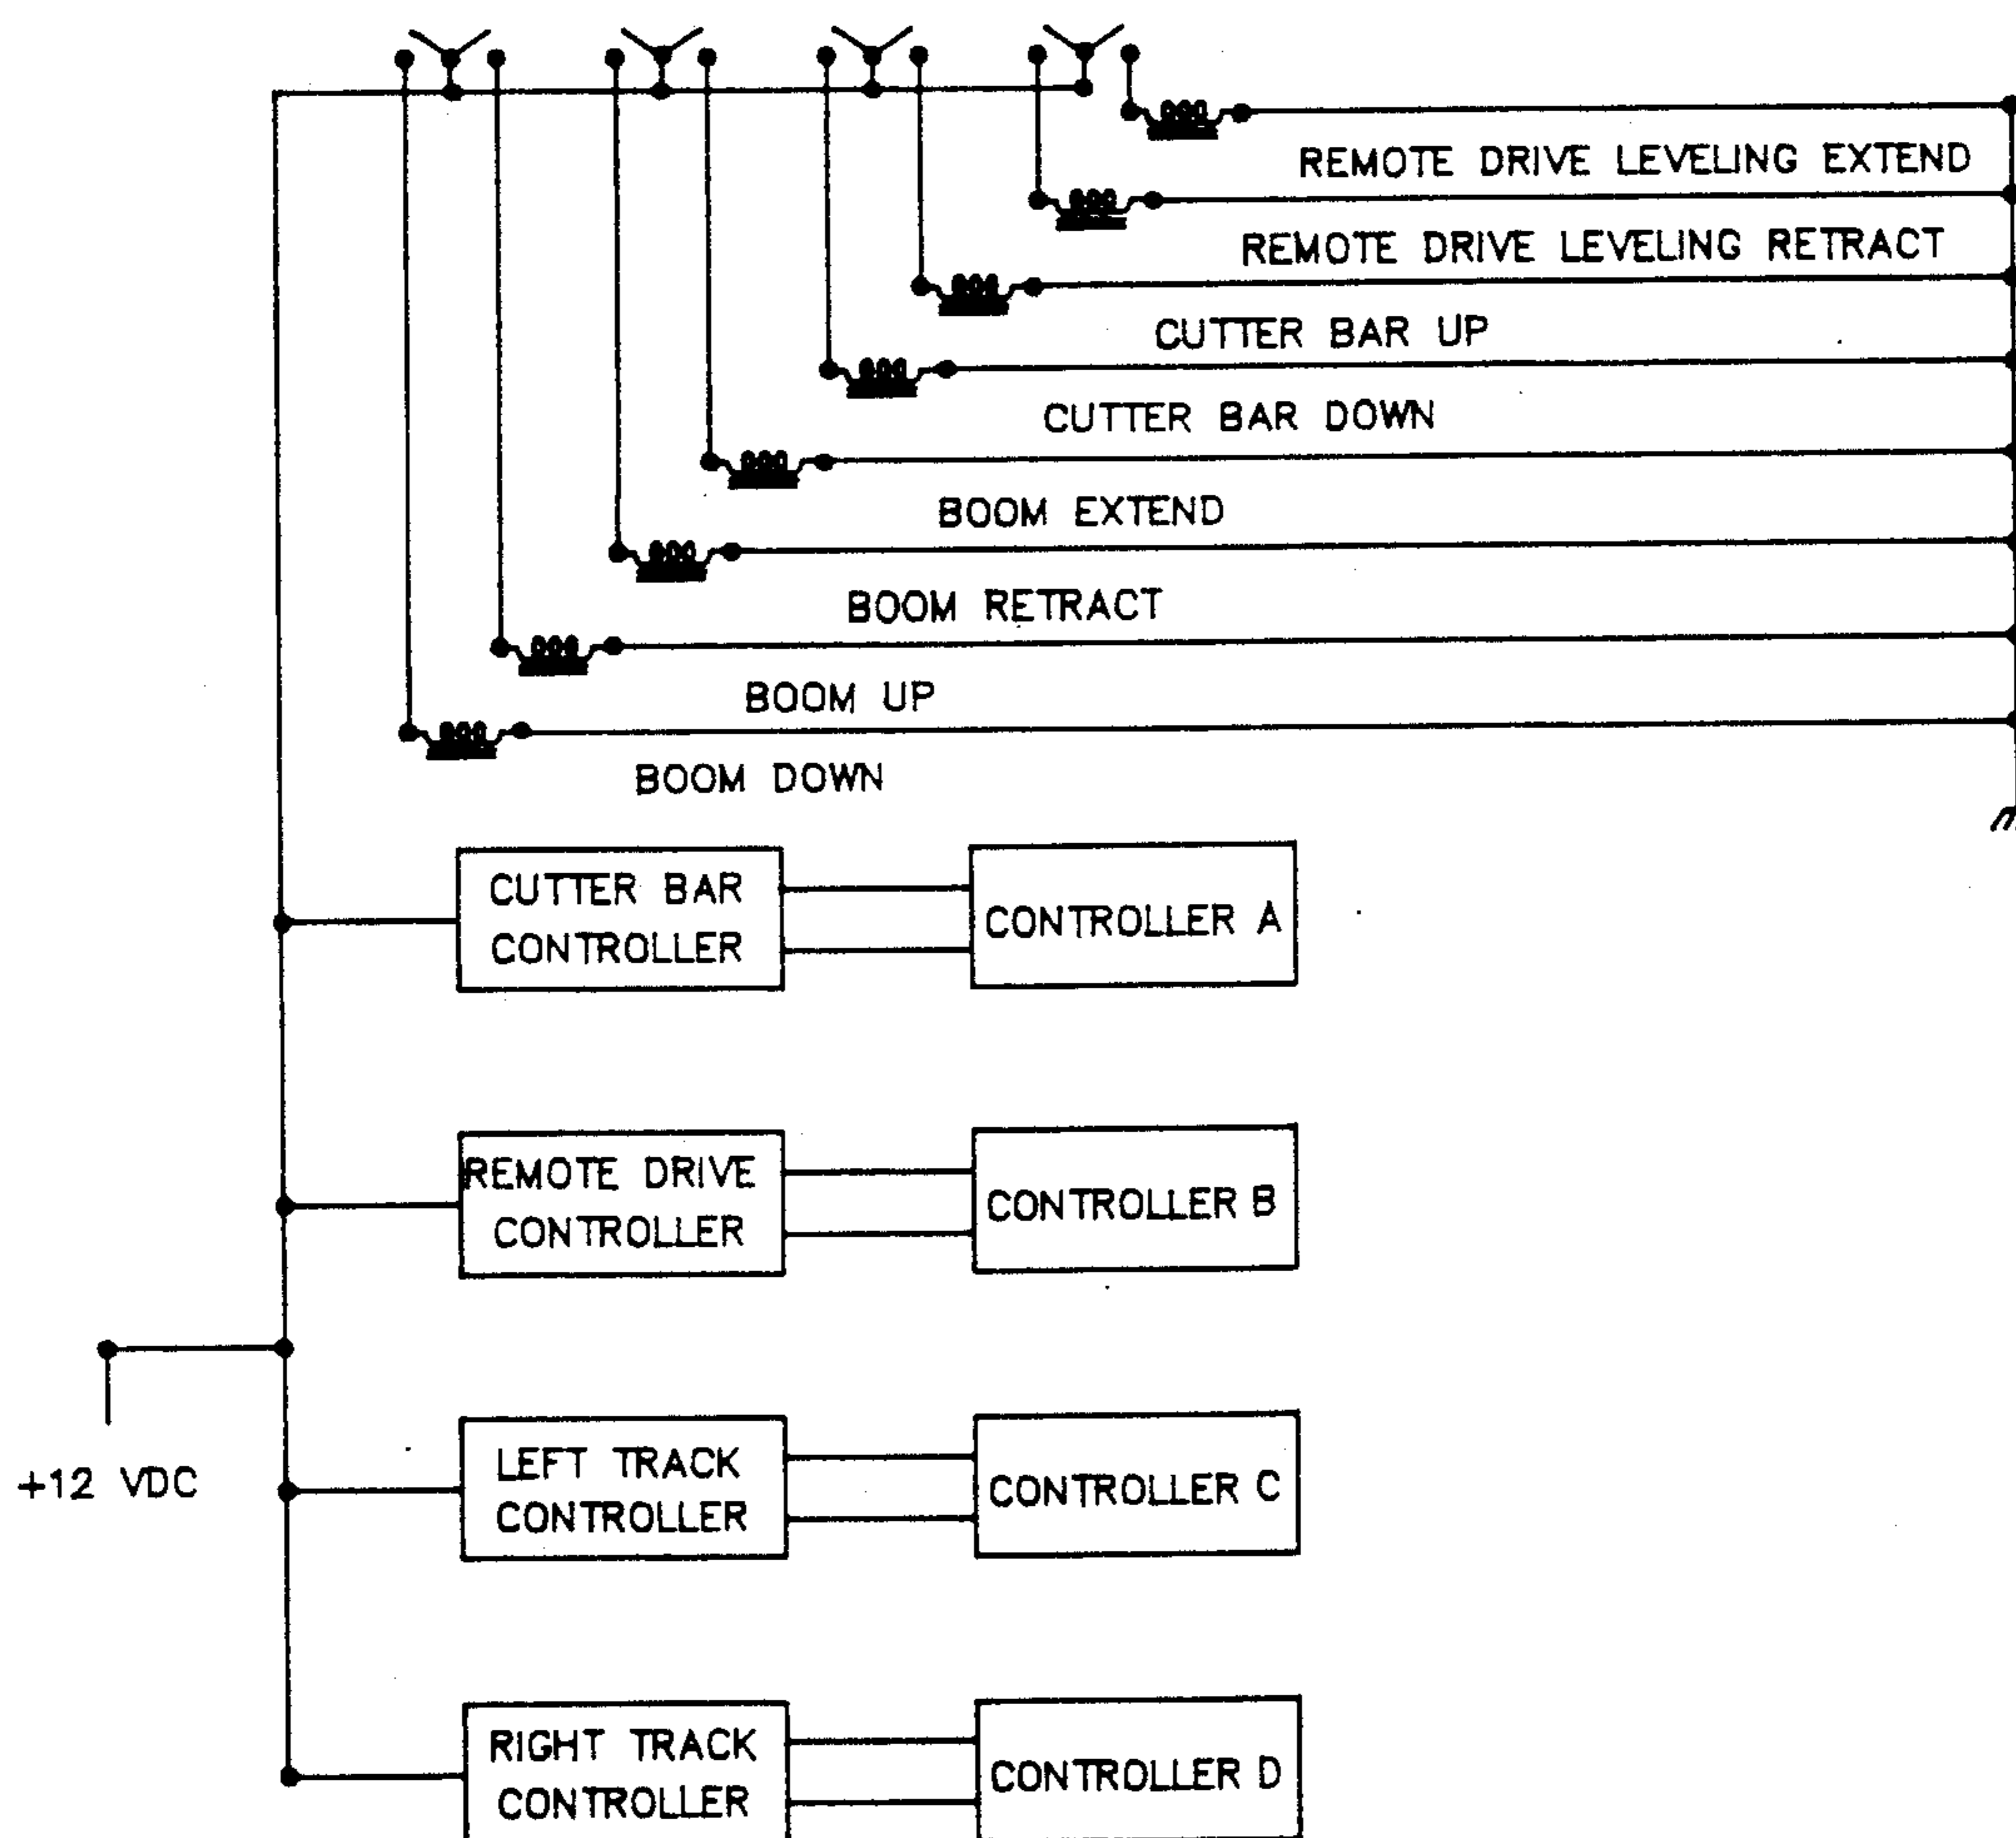 REMOTE DRIVE LEVELING EXTEND
REMOTE DRIVE LEVELING RETRACT
CUTTER BAR UP
CUTTER BAR DOWN
BOOM EXTEND
BOOM RETRACT
BOOM UP
BOOM DOWN
CUTTER BAR
CONTROLLER
CONTROLLER A
REMOTE DRIVE
CONTROLLER
CONTROLLER B
+12 VDC
LEFT TRACK
CONTROLLER
CONTROLLER C
RIGHT TRACK
CONTROLLER
CONTROLLER D